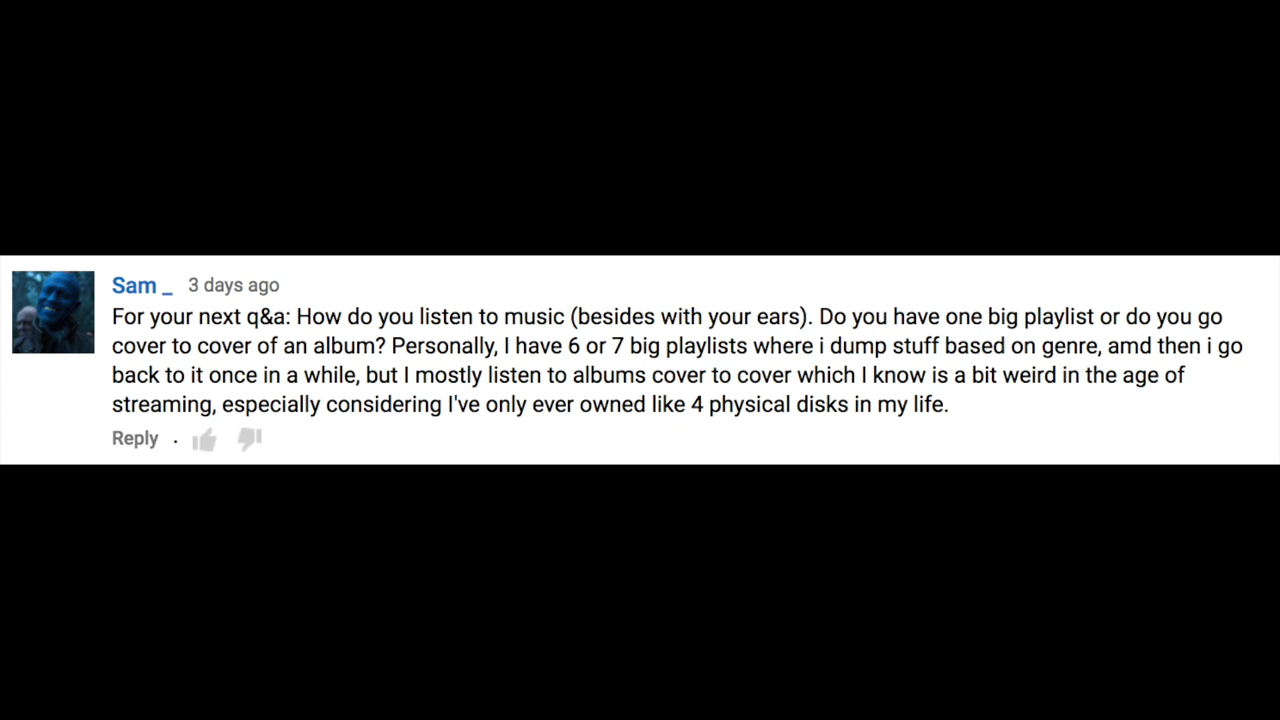 Sam _ 3 days ago
For your next q&a: How do you listen to music (besides with your ears). Do you have one big playlist or do you go
cover to cover of an album? Personally, I have 6 or 7 big playlists where i dump stuff based on genre, amd then i go
back to it once in a while, but I mostly listen to albums cover to cover which I know is a bit weird in the age of
streaming, especially considering I've only ever owned like 4 physical disks in my life.
Reply ·